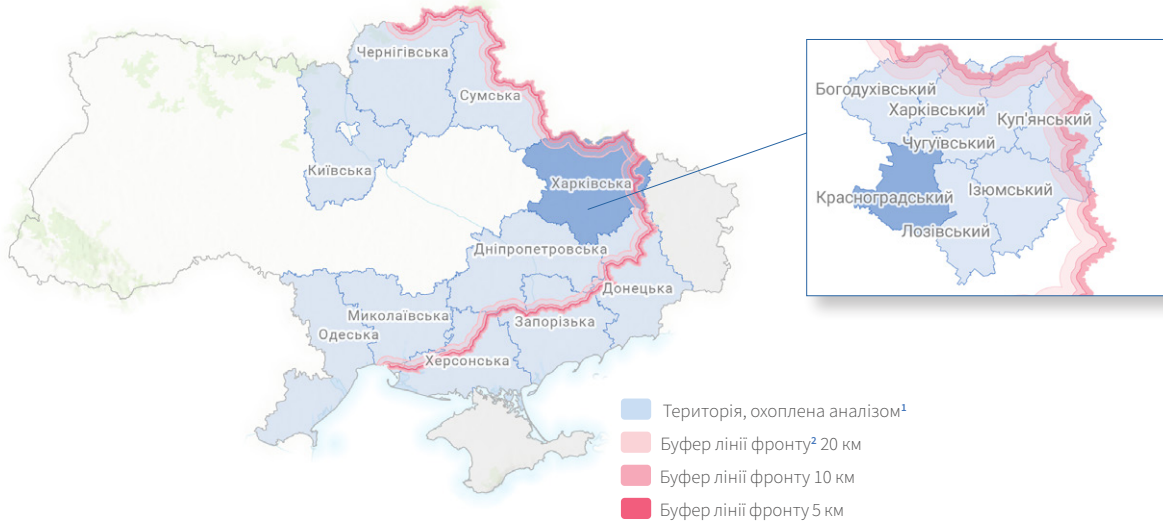 Чернігівська
Сумська
Київська
Харківська
Дніпропетровська
Донецька
Миколаївська
Запорізька
Одеська
Херсонська
Богодухівський
Харківський
Куп'янський
Чугуївський
Ізюмський
Красноградський
Лозівський
Територія, охоплена аналізом¹
Буфер лінії фронту² 20 км
Буфер лінії фронту 10 км
Буфер лінії фронту 5 км